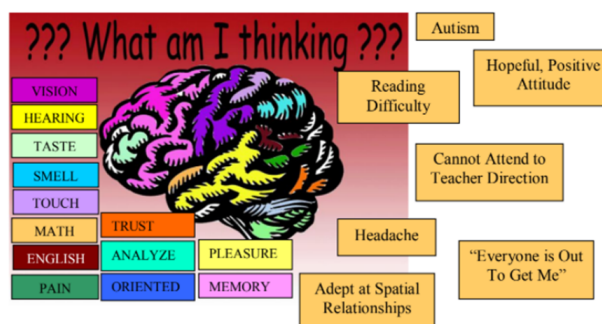 ??? What am I thinking ???
VISION
HEARING
TASTE
SMELL
TOUCH
MATH
ENGLISH
PAIN
TRUST
ANALYZE
ORIENTED
PLEASURE
MEMORY
Autism
Hopeful, Positive
Attitude
Reading
Difficulty
Cannot Attend to
Teacher Direction
Headache
"Everyone is Out
To Get Me"
Adept at Spatial
Relationships